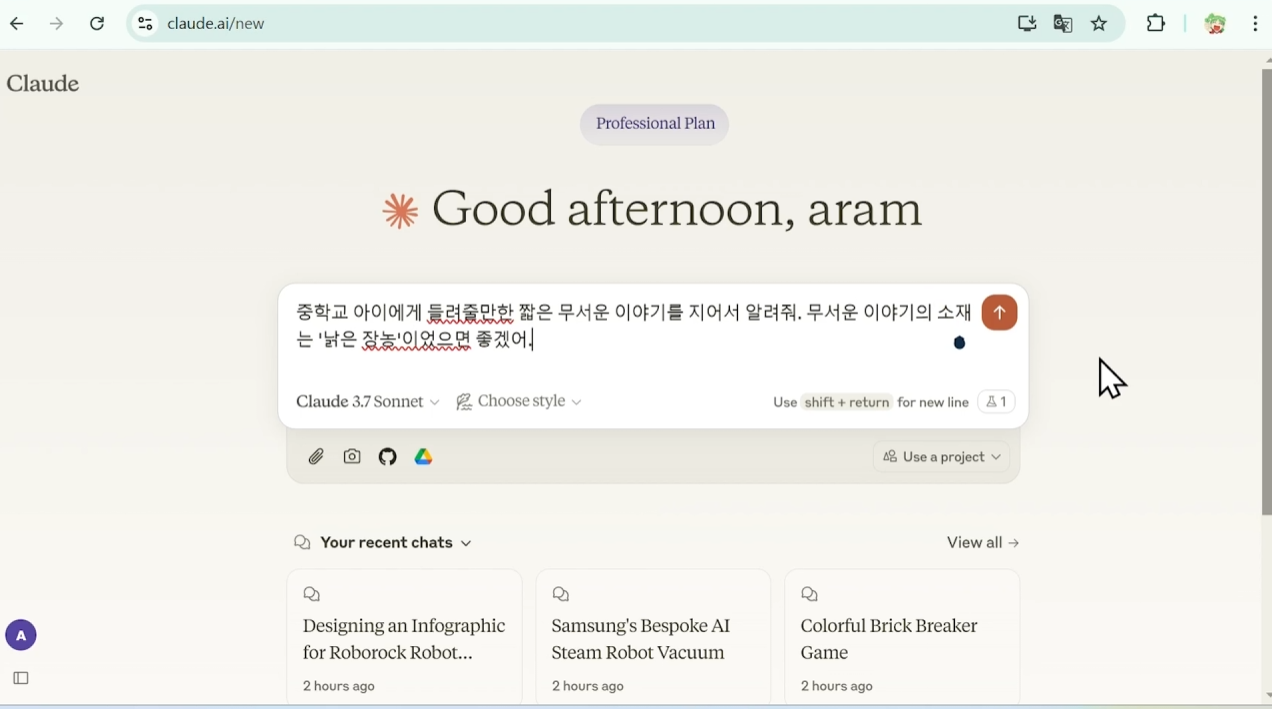 claude.ai/new
Claude
Professional Plan
Good afternoon, aram
중학교 아이에게 들려줄만한 짧은 무서운 이야기를 지어서 알려줘. 무서운 이야기의 소재
는 '낡은 장농'이었으면 좋겠어.
Claude 3.7 Sonnet
Choose style
Use shift + return for new line
1
Use a project
Your recent chats
View all →
Designing an Infographic
for Roborock Robot...
2 hours ago
Samsung's Bespoke AI
Steam Robot Vacuum
2 hours ago
Colorful Brick Breaker
Game
2 hours ago
A